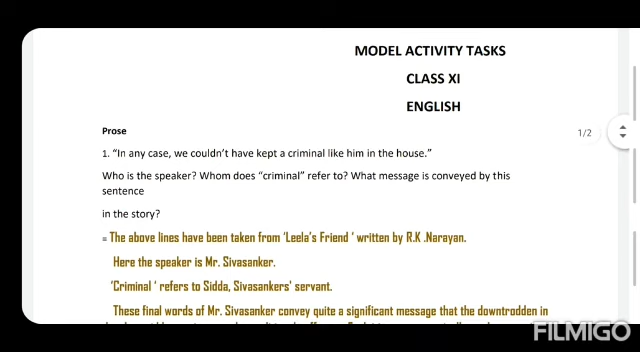 MODEL ACTIVITY TASKS
CLASS XI
ENGLISH
Prose
1/2
1. “In any case, we couldn’t have kept a criminal like him in the house.”
Who is the speaker? Whom does “criminal” refer to? What message is conveyed by this
sentence
in the story?
= The above lines have been taken from ‘Leela’s Friend ‘ written by R.K .Narayan.
Here the speaker is Mr. Sivasanker.
‘Criminal ‘ refers to Sidda, Sivasankers’ servant.
These final words of Mr. Sivasanker convey quite a significant message that the downtrodden in
FILMIGO